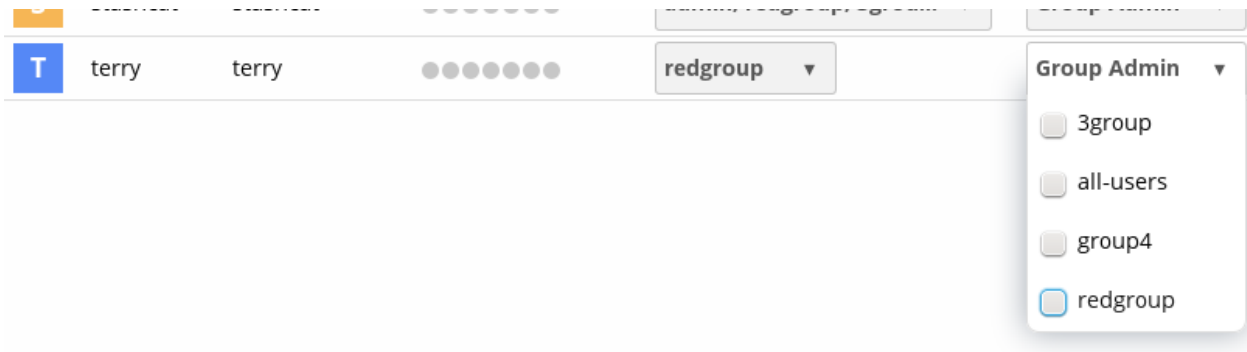 T terry terry ●●●●●●● redgroup ▼ Group Admin ▼
3group
all-users
group4
redgroup